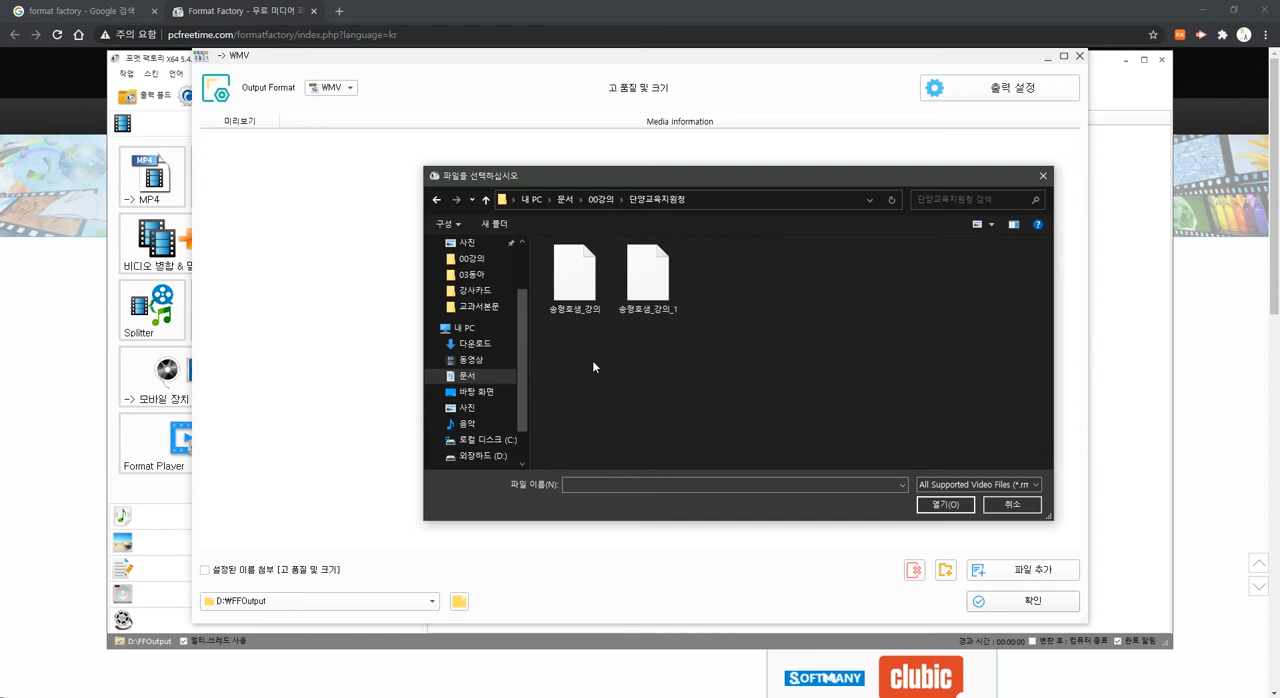 format factory - Google 검색
Format Factory - 무료 미디어 파
주의 요함
pcfreetime.com/formatfactory/index.php?language=kr
포맷 팩토리 X64 5.4.
작업 스킨 언어
출력 폴드
-> WMV
Output Format
WMV
고 품질 및 크기
출력 설정
미리보기
Media information
MP4
-> MP4
비디오 병합 &
Splitter
-> 모바일 장치
Format Player
파일을 선택하십시오
내 PC > 문서 > 00강의 > 단양교육지원청
단양교육지원청 검색
구성
새 폴더
사진
00강의
03동아
강사카드
교과서본문
내 PC
다운로드
동영상
문서
바탕 화면
사진
음악
로컬 디스크 (C:)
외장하드 (D:)
송형호샘_강의
송형호샘_강의_1
파일 이름(N):
All Supported Video Files (*.rm
열기(O)
취소
설정된 이름 첨부 [고 품질 및 크기]
파일 추가
D:₩FFOutput
확인
D:\FFOutput
멀티-쓰레드 사용
경과 시간 : 00:00:00
변환 후 : 컴퓨터 종료
완료 알림
SOFTMANY
clubic